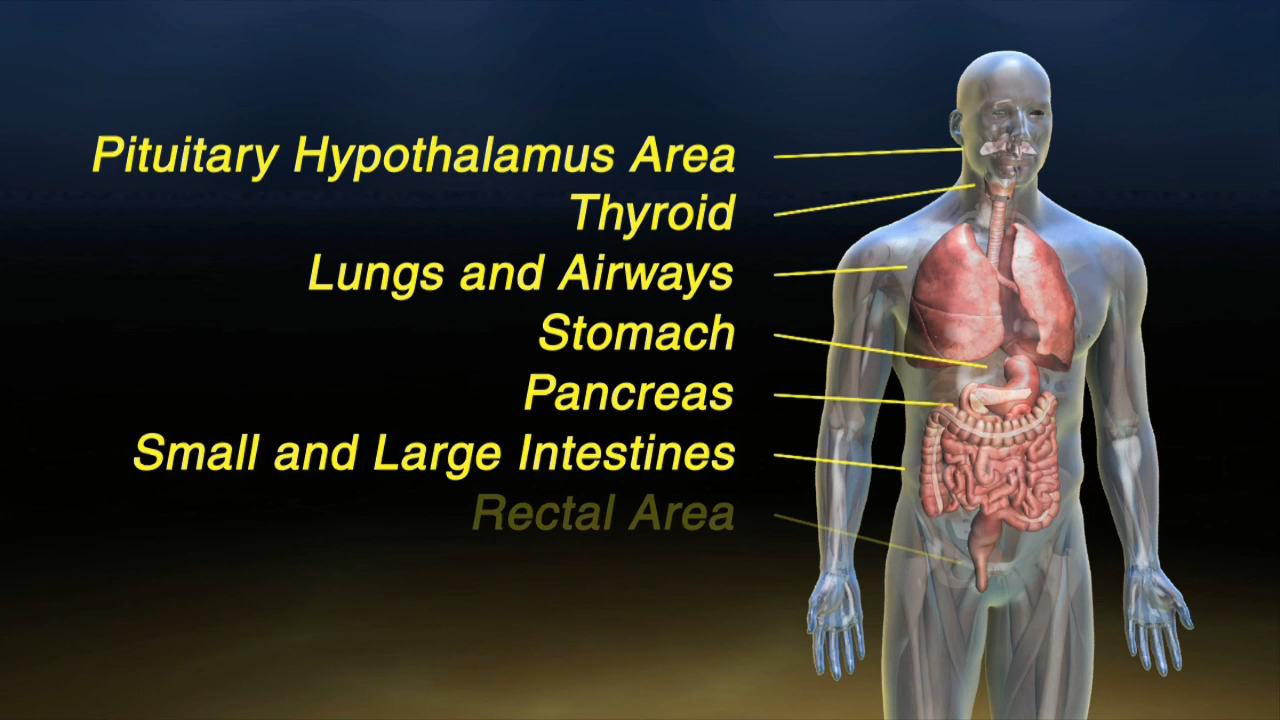 Pituitary Hypothalamus Area
Thyroid
Lungs and Airways
Stomach
Pancreas
Small and Large Intestines
Rectal Area